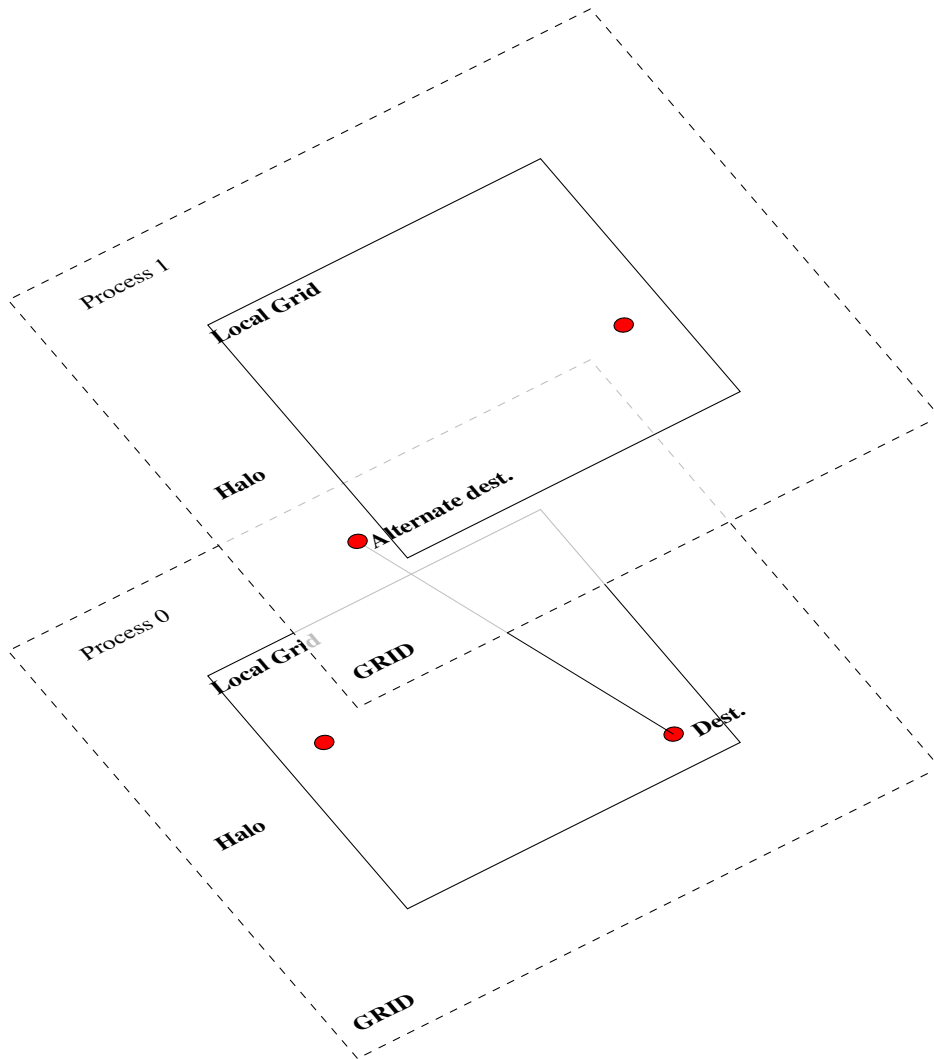 Process 1
Local Grid
Halo
Alternate dest.
GRID
Process 0
Local Grid
Dest.
Halo
GRID